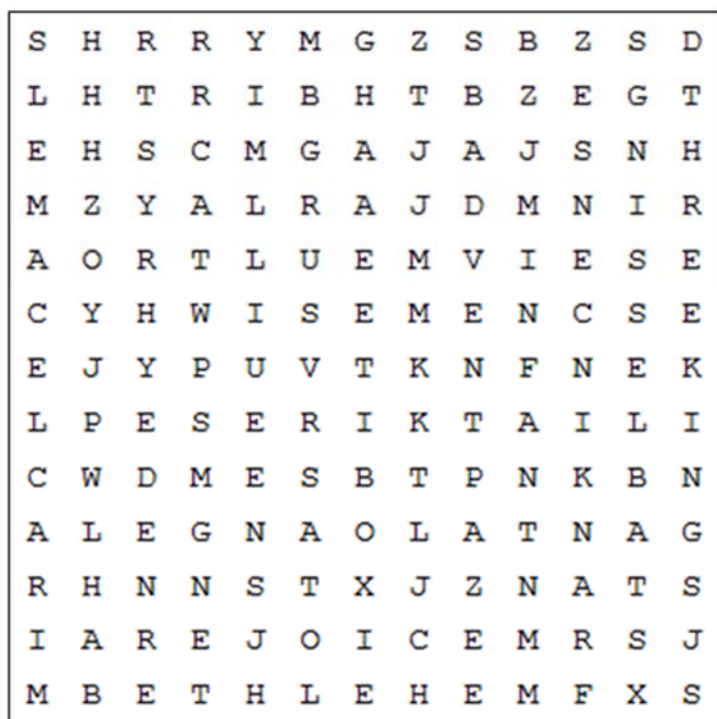 S H R R Y M G Z S B Z S D
L H T R I B H T B Z E G T
E H S C M G A J A J S N H
M Z Y A L R A J D M N I R
A O R T L U E M V I E S E
C Y H W I S E M E N C S E
E J Y P U V T K N F N E K
L P E S E R I K T A I L I
C W D M E S B T P N K B N
A L E G N A O L A T N A G
R H N N S T X J Z N A T S
I A R E J O I C E M R S J
M B E T H L E H E M F X S